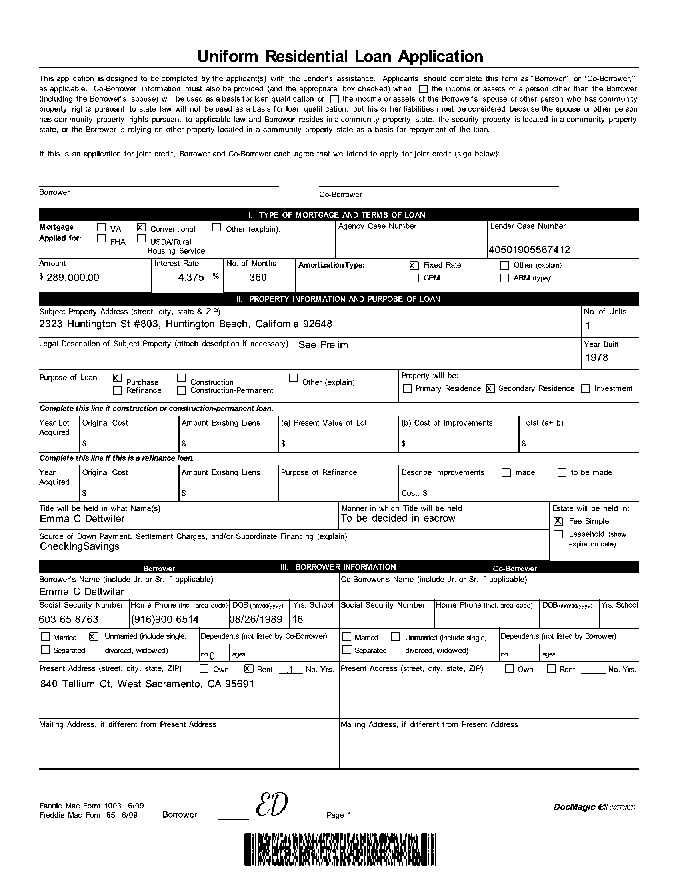 Uniform Residential Loan Application
This application is designed to be completed by the applicant(s) with the Lender's assistance. Applicants should complete this form as "Borrower" or "Co-Borrower,"
as applicable. Co-Borrower information must also be provided (and the appropriate box checked) when the income or assets of a person other than the Borrower
(including the Borrower's spouse) will be used as a basis for loan qualification or the income or assets of the Borrower's spouse or other person who has community
property rights pursuant to state law will not be used as a basis for loan qualification, but his or her liabilities must be considered because the spouse or other person
has community property rights pursuant to applicable law and Borrower resides in a community property state, the security property is located in a community property
state, or the Borrower is relying on other property located in a community property state as a basis for repayment of the loan.
If this is an application for joint credit, Borrower and Co-Borrower each agree that we intend to apply for joint credit (sign below):
Borrower Co-Borrower
I. TYPE OF MORTGAGE AND TERMS OF LOAN
Mortgage VA X Conventional Other (explain): Agency Case Number Lender Case Number
Applied for: FHA USDA/Rural
Housing Service 40501905567412
Amount Interest Rate No. of Months Amortization Type: X Fixed Rate Other (explain)
$ 289,000.00 4.375 % 360 GPM ARM (type)
II. PROPERTY INFORMATION AND PURPOSE OF LOAN
Subject Property Address (street, city, state & ZIP) No. of Units
2323 Huntington St #803, Huntington Beach, California 92648 1
Legal Description of Subject Property (attach description if necessary) See Prelim Year Built
1978
Purpose of Loan X Purchase Construction Other (explain) Property will be:
Refinance Construction-Permanent Primary Residence X Secondary Residence Investment
Complete this line if construction or construction-permanent loan.
Year Lot Original Cost Amount Existing Liens (a) Present Value of Lot (b) Cost of Improvements Total (a+b)
Acquired $ $ $ $ $
Complete this line if this is a refinance loan.
Year Original Cost Amount Existing Liens Purpose of Refinance Describe Improvements made to be made
Acquired $ $ Cost: $
Title will be held in what Name(s) Manner in which Title will be held Estate will be held in:
Emma C Dettwiler To be decided in escrow X Fee Simple
Source of Down Payment, Settlement Charges, and/or Subordinate Financing (explain) Leasehold (show
CheckingSavings expiration date)
Borrower III. BORROWER INFORMATION Co-Borrower
Borrower's Name (include Jr. or Sr. if applicable) Co-Borrower's Name (include Jr. or Sr. if applicable)
Emma C Dettwiler
Social Security Number Home Phone (incl. area code) DOB (mm/dd/yyyy) Yrs. School Social Security Number Home Phone (incl. area code) DOB (mm/dd/yyyy) Yrs. School
603 65 8763 (916)900 6514 08/26/1989 16
Married X Unmarried (include single, Dependents (not listed by Co-Borrower) Married Unmarried (include single, Dependents (not listed by Borrower)
Separated divorced, widowed) no. 0 ages Separated divorced, widowed) no. ages
Present Address (street, city, state, ZIP) Own X Rent 1 No. Yrs. Present Address (street, city, state, ZIP) Own Rent No. Yrs.
840 Tallium Ct, West Sacramento, CA 95691
Mailing Address, if different from Present Address Mailing Address, if different from Present Address
Fannie Mae Form 1003 6/09
Freddie Mac Form 65 6/09 Borrower ED Page 1 DocMagic